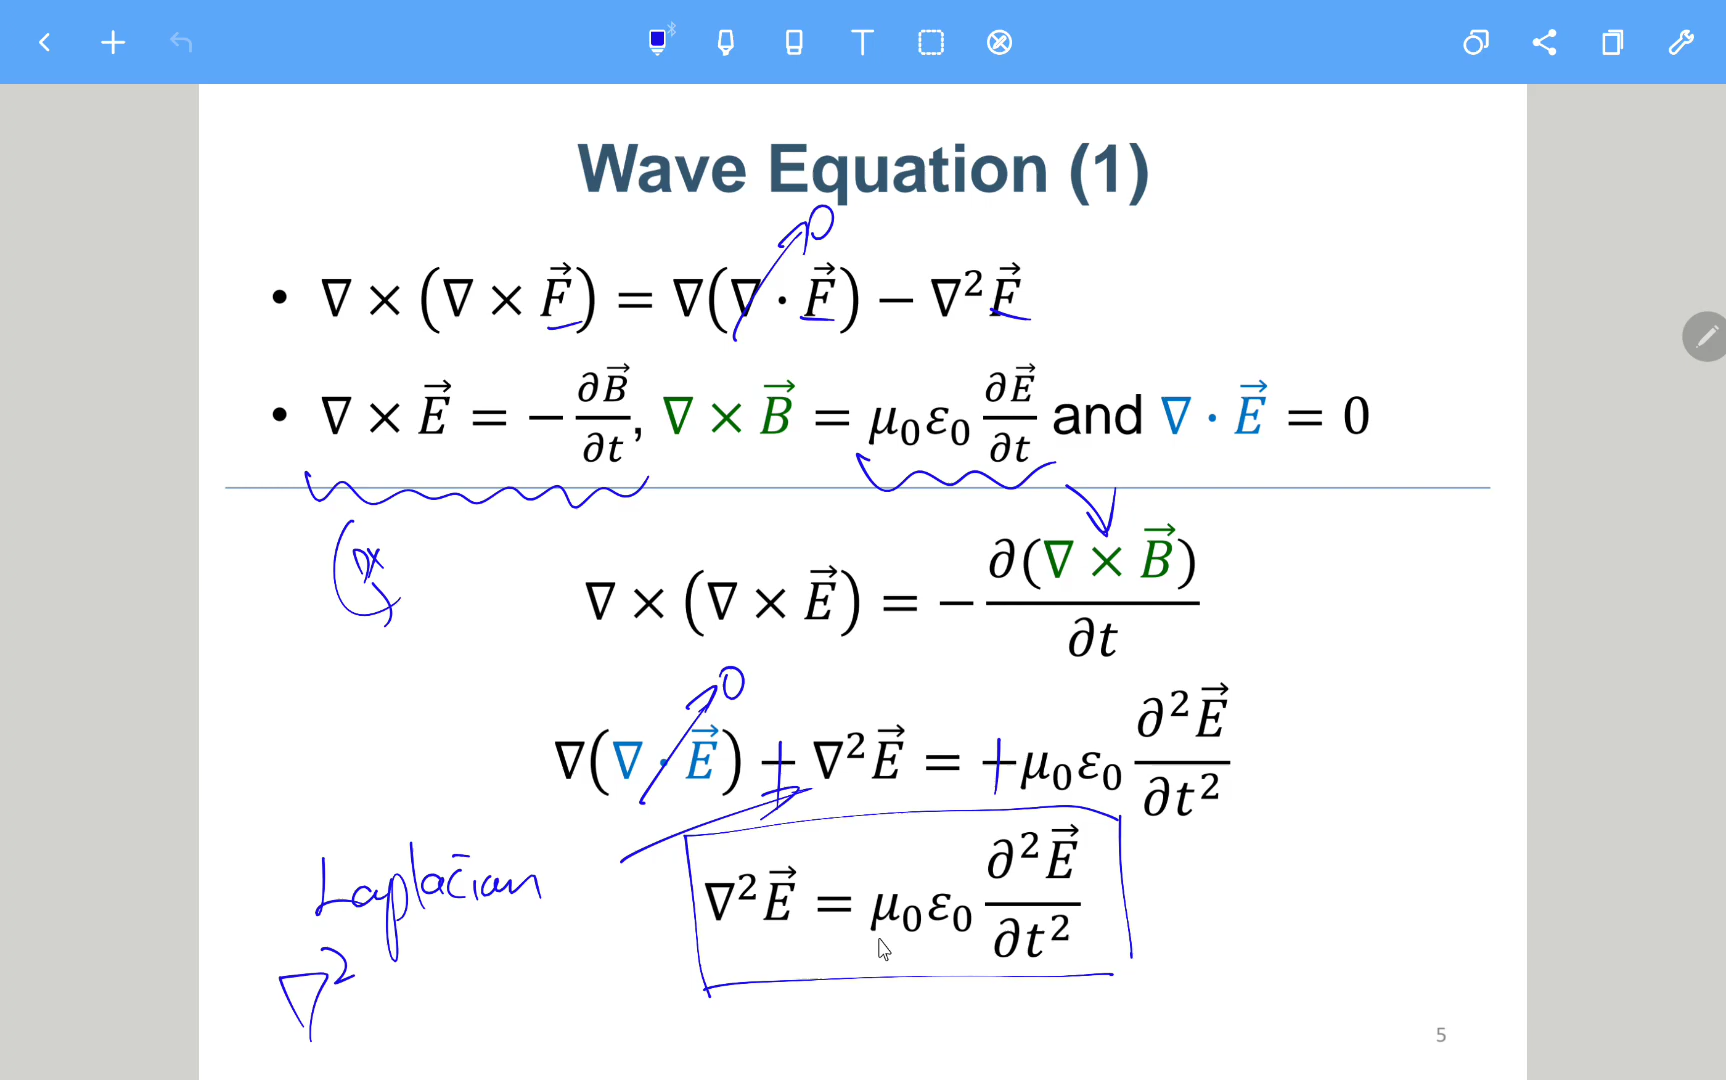 Wave Equation (1)
0
• ∇ × (∇ × F⃗) = ∇(∇ · F⃗) − ∇²F⃗
• ∇ × E⃗ = − ∂B⃗/∂t, ∇ × B⃗ = μ₀ε₀ ∂E⃗/∂t and ∇ · E⃗ = 0
∇×
∇ × (∇ × E⃗) = − ∂(∇ × B⃗)/∂t
0
∇(∇ · E⃗) − ∇²E⃗ = −μ₀ε₀ ∂²E⃗/∂t²
Laplacian
∇²E⃗ = μ₀ε₀ ∂²E⃗/∂t²
∇²
5